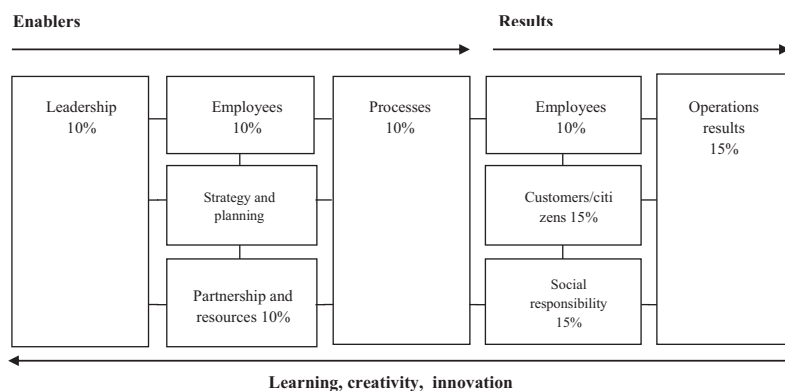 Enablers
Results
Leadership
10%
Employees
10%
Strategy and
planning
Partnership and
resources 10%
Processes
10%
Employees
10%
Customers/citi
zens 15%
Social
responsibility
15%
Operations
results
15%
Learning, creativity, innovation